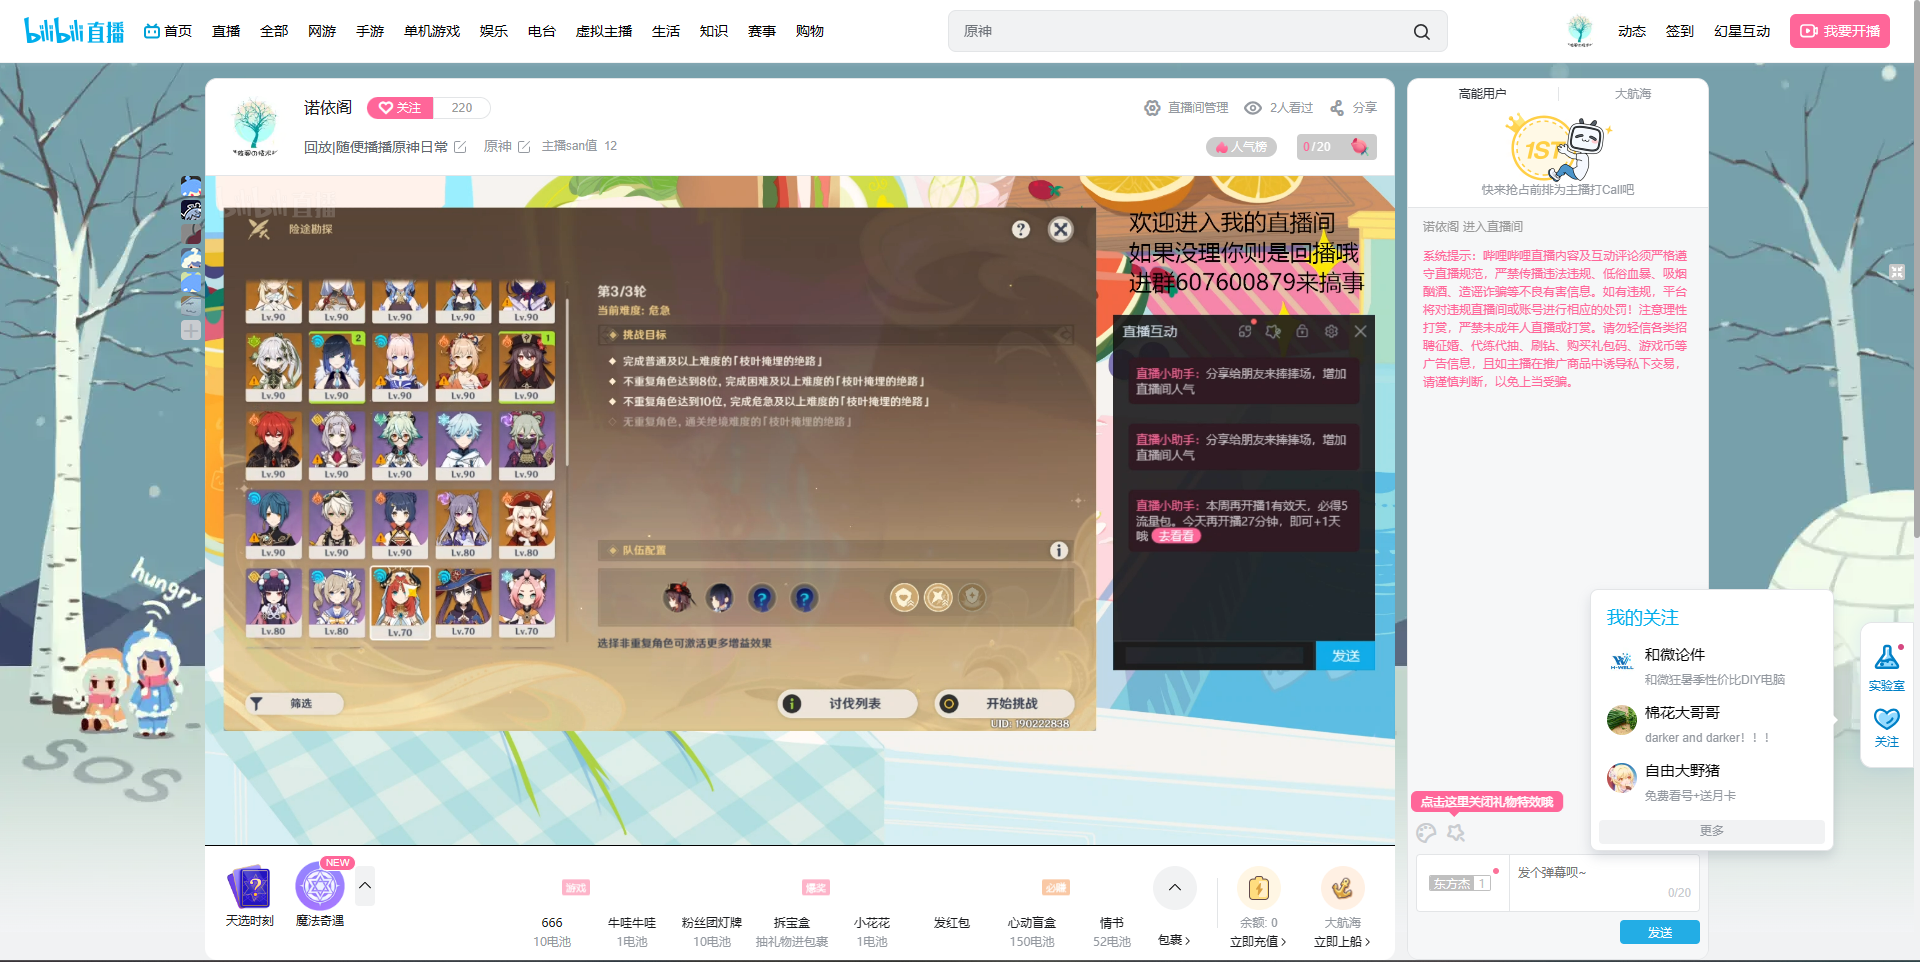 bilibili直播
首页 直播 全部 网游 手游 单机游戏 娱乐 电台 虚拟主播 生活 知识 赛事 购物
原神
动态 签到 幻星互动 我要开播
诺依阁 关注 220
直播间管理 2人看过 分享
回放|随便播播原神日常 原神 主播san值 12
人气榜 0/20
bilibili直播
险途勘探
欢迎进入我的直播间
如果没理你则是回播哦
进群607600879来搞事
Lv.90 Lv.90 Lv.90 Lv.90 Lv.90
2 1
Lv.90 Lv.90 Lv.90 Lv.90 Lv.90
Lv.90 Lv.90 Lv.90 Lv.90 Lv.90
Lv.90 Lv.90 Lv.90 Lv.80 Lv.80
Lv.80 Lv.80 Lv.70 Lv.70 Lv.70
第3/3轮
当前难度：危急
挑战目标
完成普通及以上难度的「枝叶掩埋的绝路」
不重复角色达到8位，完成困难及以上难度的「枝叶掩埋的绝路」
不重复角色达到10位，完成危急及以上难度的「枝叶掩埋的绝路」
无重复角色，通关绝境难度的「枝叶掩埋的绝路」
队伍配置
选择非重复角色可激活更多增益效果
筛选
讨伐列表
开始挑战
UID: 190222838
直播互动
直播小助手：分享给朋友来捧捧场，增加
直播间人气
直播小助手：分享给朋友来捧捧场，增加
直播间人气
直播小助手：本周再开播1有效天，必得5
流量包。今天再开播27分钟，即可+1天
哦 去看看
发送
高能用户 大航海
1ST
快来抢占前排为主播打Call吧
诺依阁 进入直播间
系统提示：哔哩哔哩直播内容及互动评论须严格遵
守直播规范，严禁传播违法违规、低俗血暴、吸烟
酗酒、造谣诈骗等不良有害信息。如有违规，平台
将对违规直播间或账号进行相应的处罚！注意理性
打赏，严禁未成年人直播或打赏。请勿轻信各类招
聘征婚、代练代抽、刷钻、购买礼包码、游戏币等
广告信息，且如主播在推广商品中诱导私下交易，
请谨慎判断，以免上当受骗。
hungry
SOS
我的关注
和微论件
和微狂暑季性价比DIY电脑
棉花大哥哥
darker and darker！！！
自由大野猪
免费看号+送月卡
更多
实验室
关注
点击这里关闭礼物特效哦
东方杰 1
发个弹幕呗~
0/20
发送
天选时刻
NEW
魔法奇遇
游戏 爆奖 必赚
666 牛哇牛哇 粉丝团灯牌 拆宝盒 小花花 发红包 心动盲盒 情书
10电池 1电池 10电池 抽礼物进包裹 1电池 150电池 52电池
包裹
余额: 0
立即充值
大航海
立即上船